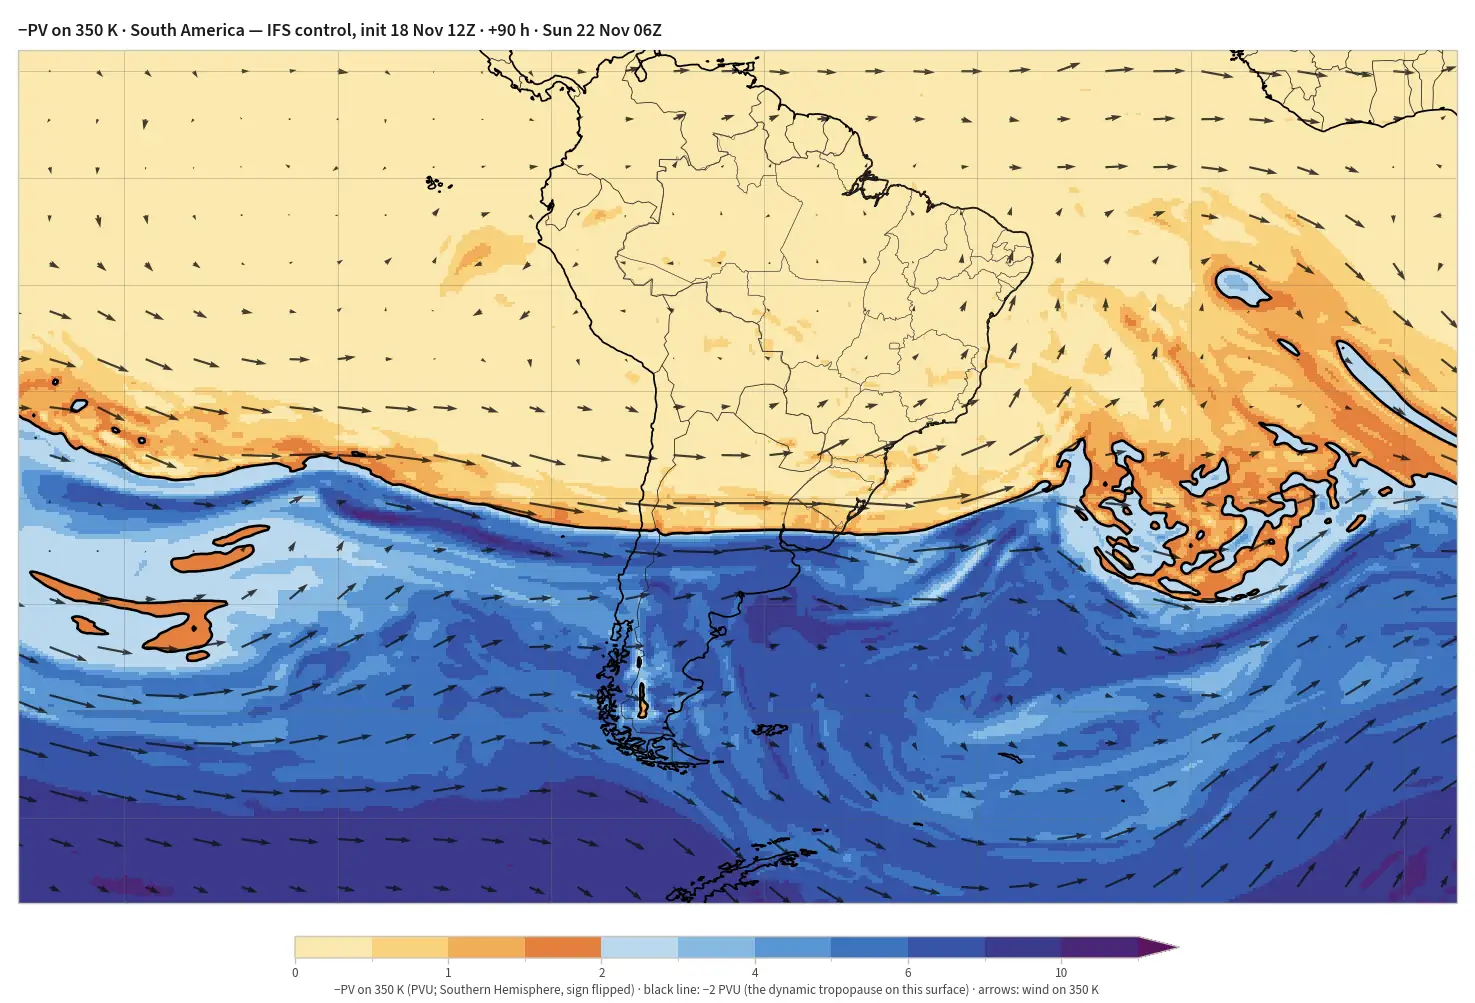 −PV on 350 K · South America — IFS control, init 18 Nov 12Z · +90 h · Sun 22 Nov 06Z
0 1 2 4 6 10
−PV on 350 K (PVU; Southern Hemisphere, sign flipped) · black line: −2 PVU (the dynamic tropopause on this surface) · arrows: wind on 350 K